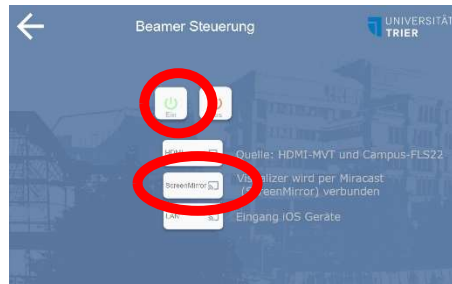 Beamer Steuerung
UNIVERSITÄT
TRIER
Ein
HDMI
Quelle: HDMI-MVT und Campus-FLS22
ScreenMirror
Visualizer wird per Miracast
(ScreenMirror) verbunden
LAN
Eingang iOS Geräte